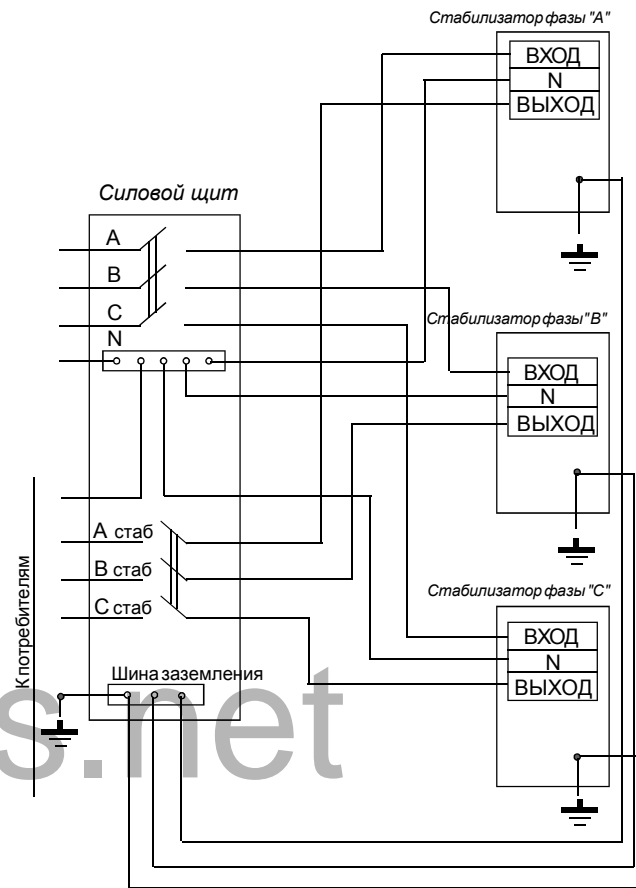 Стабилизатор фазы "А"
ВХОД
N
ВЫХОД
Силовой щит
А
В
С
N
Стабилизатор фазы "В"
ВХОД
N
ВЫХОД
А стаб
В стаб
С стаб
К потребителям
Стабилизатор фазы "С"
ВХОД
N
ВЫХОД
Шина заземления
s.net